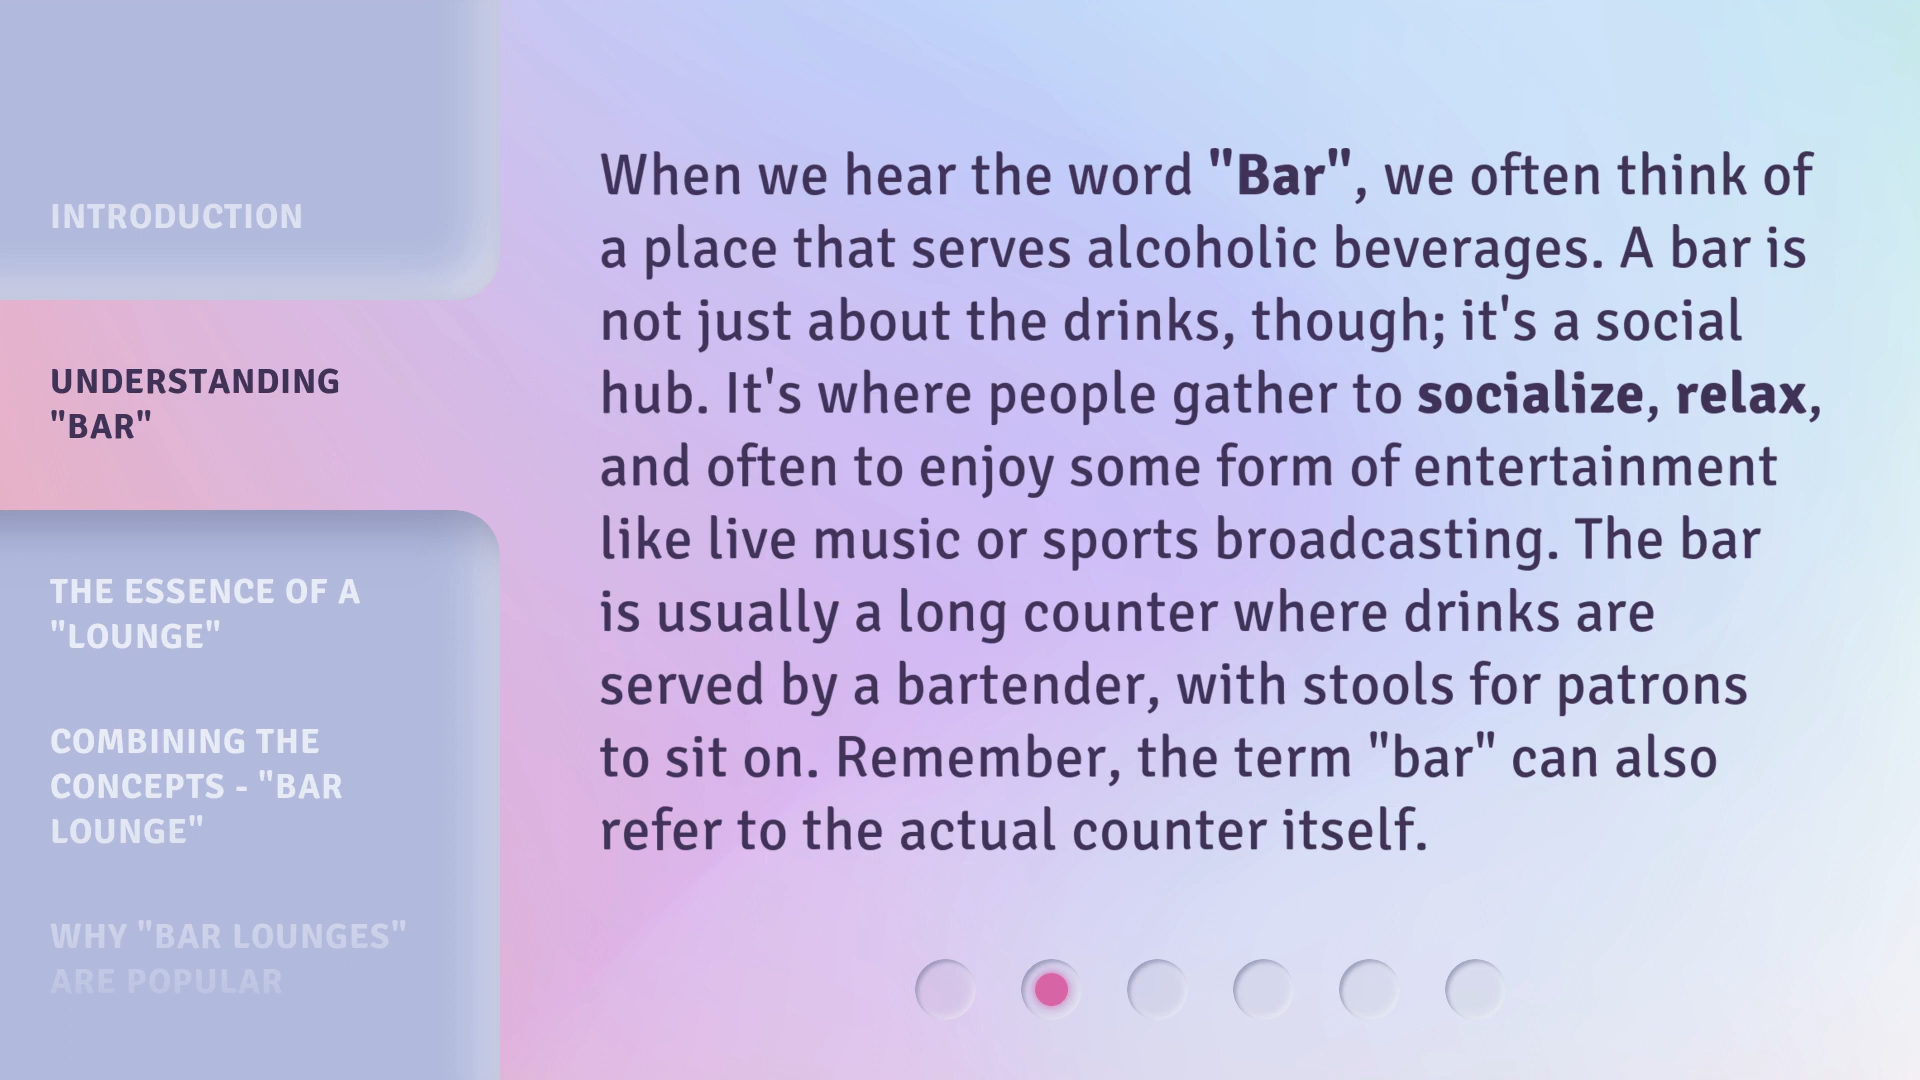 INTRODUCTION
UNDERSTANDING
"BAR"
THE ESSENCE OF A
"LOUNGE"
COMBINING THE
CONCEPTS - "BAR
LOUNGE"
WHY "BAR LOUNGES"
ARE POPULAR
When we hear the word "Bar", we often think of
a place that serves alcoholic beverages. A bar is
not just about the drinks, though; it's a social
hub. It's where people gather to socialize, relax,
and often to enjoy some form of entertainment
like live music or sports broadcasting. The bar
is usually a long counter where drinks are
served by a bartender, with stools for patrons
to sit on. Remember, the term "bar" can also
refer to the actual counter itself.